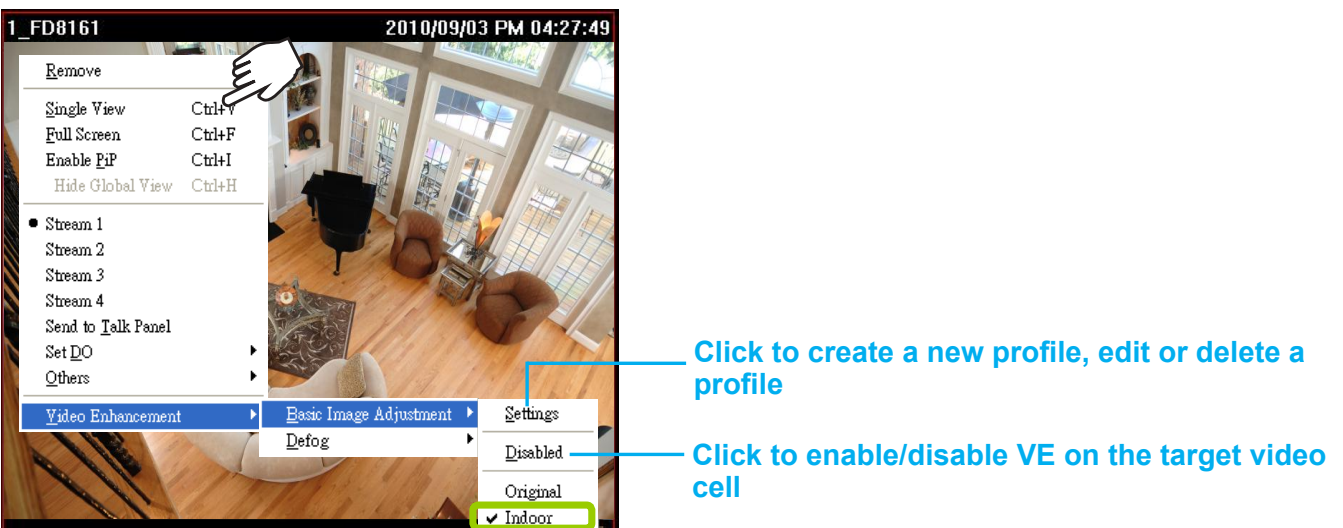 1_FD8161 2010/09/03 PM 04:27:49
Remove
Single View Ctrl+V
Full Screen Ctrl+F
Enable PiP Ctrl+I
Hide Global View Ctrl+H
Stream 1
Stream 2
Stream 3
Stream 4
Send to Talk Panel
Set DO
Others
Video Enhancement
Basic Image Adjustment
Defog
Settings
Disabled
Original
Indoor
Click to create a new profile, edit or delete a
profile
Click to enable/disable VE on the target video
cell